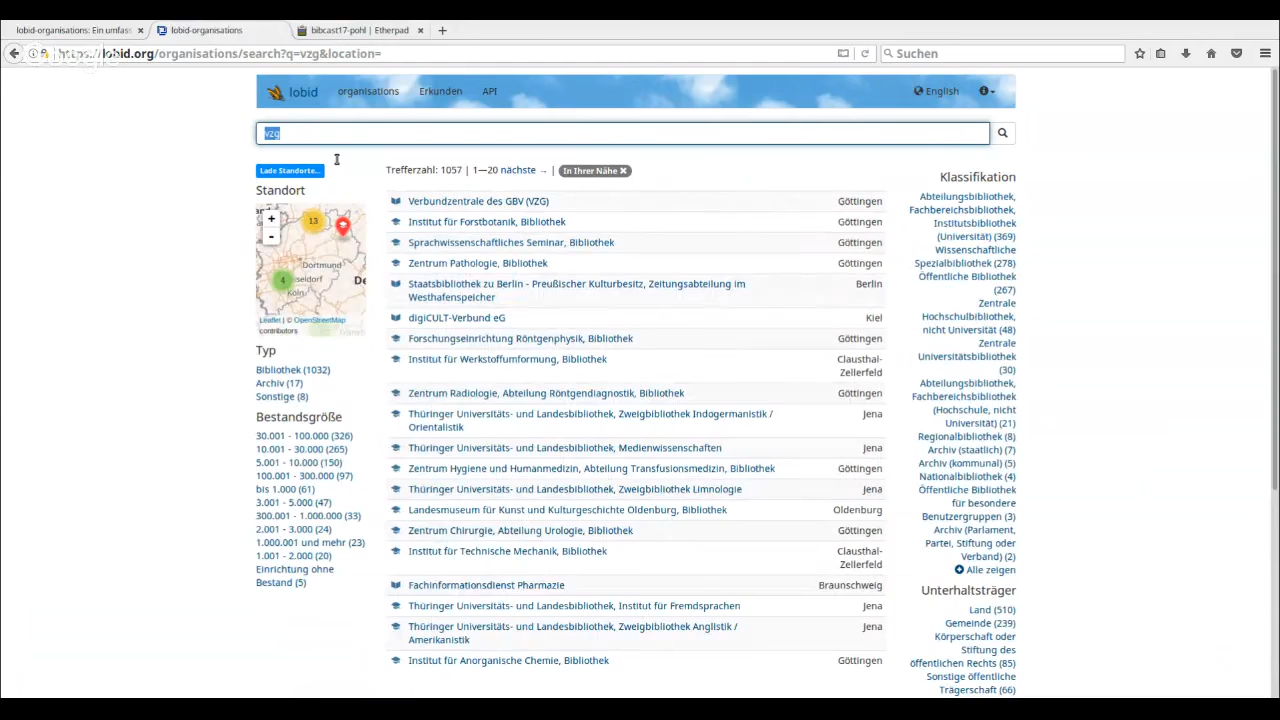 lobid-organisations: Ein umfass
lobid-organisations
bibcast17-pohl | Etherpad
lobid.org/organisations/search?q=vzg&location=
Suchen
lobid
organisations
Erkunden
API
English
vzg
Lade Standorte...
Standort
+
-
13
4
Dortmund
Köln
De
Leaflet | © OpenStreetMap
contributors
Typ
Bibliothek (1032)
Archiv (17)
Sonstige (8)
Bestandsgröße
30.001 - 100.000 (326)
10.001 - 30.000 (265)
5.001 - 10.000 (150)
100.001 - 300.000 (97)
bis 1.000 (61)
3.001 - 5.000 (47)
300.001 - 1.000.000 (33)
2.001 - 3.000 (24)
1.000.001 und mehr (23)
1.001 - 2.000 (20)
Einrichtung ohne
Bestand (5)
Trefferzahl: 1057 | 1—20 nächste → | In Ihrer Nähe ✖
Verbundzentrale des GBV (VZG) Göttingen
Institut für Forstbotanik, Bibliothek Göttingen
Sprachwissenschaftliches Seminar, Bibliothek Göttingen
Zentrum Pathologie, Bibliothek Göttingen
Staatsbibliothek zu Berlin - Preußischer Kulturbesitz, Zeitungsabteilung im Berlin
Westhafenspeicher
digiCULT-Verbund eG Kiel
Forschungseinrichtung Röntgenphysik, Bibliothek Göttingen
Institut für Werkstoffumformung, Bibliothek Clausthal-
Zellerfeld
Zentrum Radiologie, Abteilung Röntgendiagnostik, Bibliothek Göttingen
Thüringer Universitäts- und Landesbibliothek, Zweigbibliothek Indogermanistik / Jena
Orientalistik
Thüringer Universitäts- und Landesbibliothek, Medienwissenschaften Jena
Zentrum Hygiene und Humanmedizin, Abteilung Transfusionsmedizin, Bibliothek Göttingen
Thüringer Universitäts- und Landesbibliothek, Zweigbibliothek Limnologie Jena
Landesmuseum für Kunst und Kulturgeschichte Oldenburg, Bibliothek Oldenburg
Zentrum Chirurgie, Abteilung Urologie, Bibliothek Göttingen
Institut für Technische Mechanik, Bibliothek Clausthal-
Zellerfeld
Fachinformationsdienst Pharmazie Braunschweig
Thüringer Universitäts- und Landesbibliothek, Institut für Fremdsprachen Jena
Thüringer Universitäts- und Landesbibliothek, Zweigbibliothek Anglistik / Jena
Amerikanistik
Institut für Anorganische Chemie, Bibliothek Göttingen
Klassifikation
Abteilungsbibliothek,
Fachbereichsbibliothek,
Institutsbibliothek
(Universität) (369)
Wissenschaftliche
Spezialbibliothek (278)
Öffentliche Bibliothek
(267)
Zentrale
Hochschulbibliothek,
nicht Universität (48)
Zentrale
Universitätsbibliothek
(30)
Abteilungsbibliothek,
Fachbereichsbibliothek
(Hochschule, nicht
Universität) (21)
Regionalbibliothek (8)
Archiv (staatlich) (7)
Archiv (kommunal) (5)
Nationalbibliothek (4)
Öffentliche Bibliothek
für besondere
Benutzergruppen (3)
Archiv (Parlament,
Partei, Stiftung oder
Verband) (2)
Alle zeigen
Unterhaltsträger
Land (510)
Gemeinde (239)
Körperschaft oder
Stiftung des
öffentlichen Rechts (85)
Sonstige öffentliche
Trägerschaft (66)